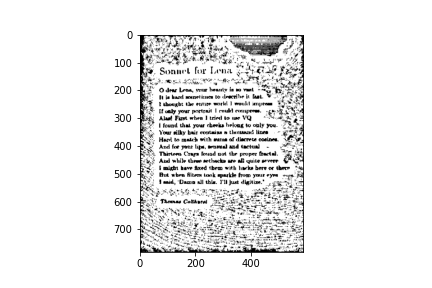 0
100
200
300
400
500
600
700
Sonnet for Lena
O dear Lena, your beauty is so vast
It is hard sometimes to describe it fast.
I thought the entire world I would impress
If only your portrait I could compress.
Alas! First when I tried to use VQ
I found that your cheeks belong to only you.
Your silky hair contains a thousand lines
Hard to match with sums of discrete cosines.
And for your lips, sensual and tactual
Thirteen Crays found not the proper fractal.
And while these setbacks are all quite severe
I might have fixed them with hacks here or there
But when filters took sparkle from your eyes
I said, 'Damn all this. I'll just digitize.'
Thomas Colthurst
0 200 400